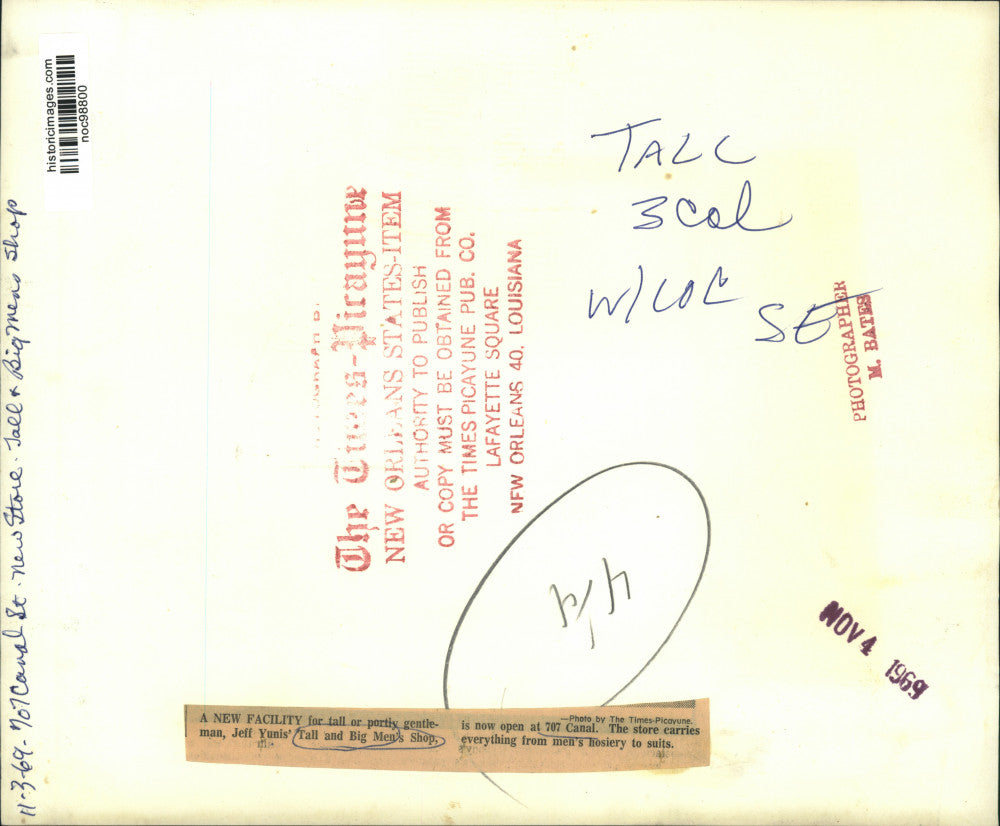 historicimages.com
noc98800
11-3-69- 707 Canal St. New Store. Tall & Big Mens Shop
The Times-Picayune
NEW ORLEANS STATES-ITEM
AUTHORITY TO PUBLISH
OR COPY MUST BE OBTAINED FROM
THE TIMES PICAYUNE PUB. CO.
LAFAYETTE SQUARE
NEW ORLEANS 40, LOUISIANA
TALL
3 Col
W/COL
SE
PHOTOGRAPHER
M. BATES
NOV 4 1969
A NEW FACILITY for tall or portly gentle-
man, Jeff Yunis' Tall and Big Men's Shop,
—Photo by The Times-Picayune.
is now open at 707 Canal. The store carries
everything from men's hosiery to suits.